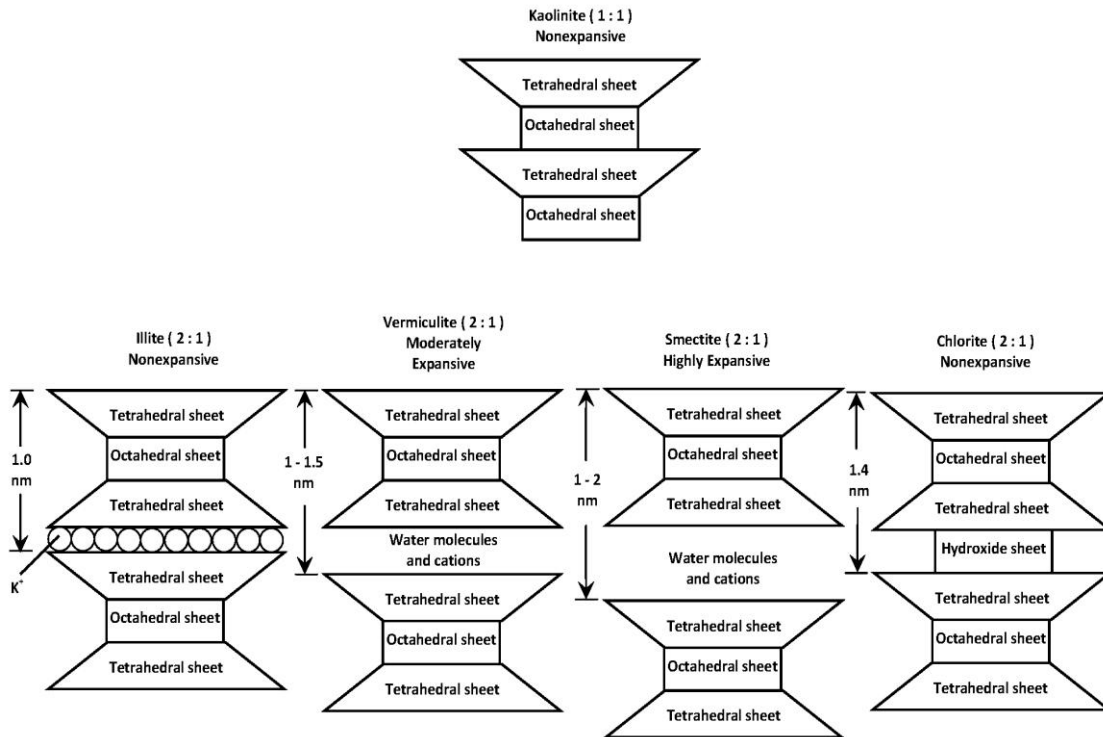 Kaolinite ( 1 : 1 )
Nonexpansive
Tetrahedral sheet
Octahedral sheet
Tetrahedral sheet
Octahedral sheet
Illite ( 2 : 1 )
Nonexpansive
1.0
nm
Tetrahedral sheet
Octahedral sheet
Tetrahedral sheet
K+
Tetrahedral sheet
Octahedral sheet
Tetrahedral sheet
Vermiculite ( 2 : 1 )
Moderately
Expansive
1 - 1.5
nm
Tetrahedral sheet
Octahedral sheet
Tetrahedral sheet
Water molecules
and cations
Tetrahedral sheet
Octahedral sheet
Tetrahedral sheet
Smectite ( 2 : 1 )
Highly Expansive
1 - 2
nm
Tetrahedral sheet
Octahedral sheet
Tetrahedral sheet
Water molecules
and cations
Tetrahedral sheet
Octahedral sheet
Tetrahedral sheet
Chlorite ( 2 : 1 )
Nonexpansive
1.4
nm
Tetrahedral sheet
Octahedral sheet
Tetrahedral sheet
Hydroxide sheet
Tetrahedral sheet
Octahedral sheet
Tetrahedral sheet